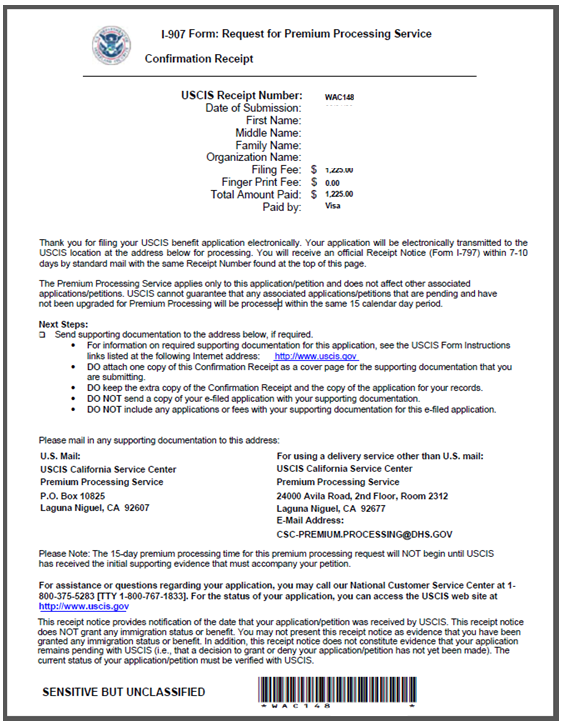 I-907 Form: Request for Premium Processing Service
Confirmation Receipt
USCIS Receipt Number: WAC148
Date of Submission:
First Name:
Middle Name:
Family Name:
Organization Name:
Filing Fee: $ 1,225.00
Finger Print Fee: $ 0.00
Total Amount Paid: $ 1,225.00
Paid by: Visa
Thank you for filing your USCIS benefit application electronically. Your application will be electronically transmitted to the
USCIS location at the address below for processing. You will receive an official Receipt Notice (Form I-797) within 7-10
days by standard mail with the same Receipt Number found at the top of this page.
The Premium Processing Service applies only to this application/petition and does not affect other associated
applications/petitions. USCIS cannot guarantee that any associated applications/petitions that are pending and have
not been upgraded for Premium Processing will be processed within the same 15 calendar day period.
Next Steps:
❑ Send supporting documentation to the address below, if required.
• For information on required supporting documentation for this application, see the USCIS Form Instructions
links listed at the following Internet address: http://www.uscis.gov
• DO attach one copy of this Confirmation Receipt as a cover page for the supporting documentation that you
are submitting.
• DO keep the extra copy of the Confirmation Receipt and the copy of the application for your records.
• DO NOT send a copy of your e-filed application with your supporting documentation.
• DO NOT include any applications or fees with your supporting documentation for this e-filed application.
Please mail in any supporting documentation to this address:
U.S. Mail:
USCIS California Service Center
Premium Processing Service
P.O. Box 10825
Laguna Niguel, CA 92607
For using a delivery service other than U.S. mail:
USCIS California Service Center
Premium Processing Service
24000 Avila Road, 2nd Floor, Room 2312
Laguna Niguel, CA 92677
E-Mail Address:
CSC-PREMIUM.PROCESSING@DHS.GOV
Please Note: The 15-day premium processing time for this premium processing request will NOT begin until USCIS
has received the initial supporting evidence that must accompany your petition.
For assistance or questions regarding your application, you may call our National Customer Service Center at 1-
800-375-5283 [TTY 1-800-767-1833]. For the status of your application, you can access the USCIS web site at
http://www.uscis.gov
This receipt notice provides notification of the date that your application was received by USCIS. This receipt notice
does NOT grant any immigration status or benefit. You may not present this receipt notice as evidence that you have been
granted any immigration status or benefit. In addition, this receipt notice does not constitute evidence that your application
remains pending with USCIS (i.e., that a decision to grant or deny your application has not yet been made). The
current status of your application/petition must be verified with USCIS.
SENSITIVE BUT UNCLASSIFIED
*WAC148